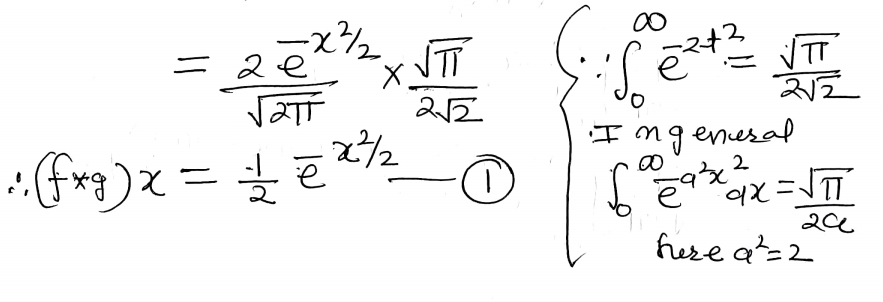 = 2 e^{-x²/2} / √2π × √π / 2√2
∴ (f*g) x = 1/2 e^{-x²/2} — ①
{ ∵ ∫₀^∞ e^{-2t²} = √π / 2√2
In general
∫₀^∞ e^{-a²x²} dx = √π / 2a
here a² = 2